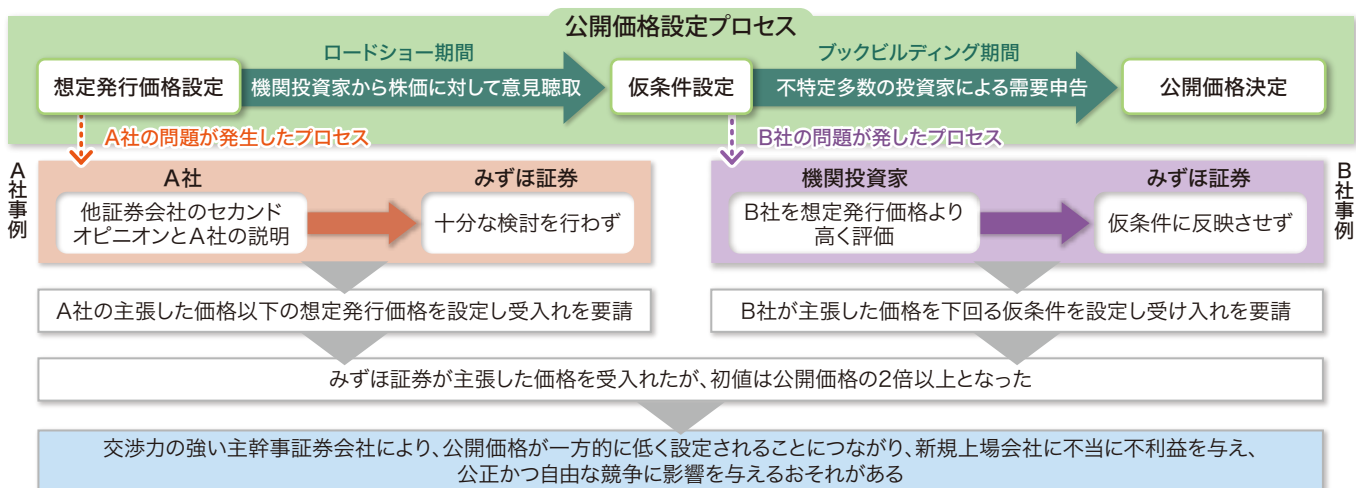 公開価格設定プロセス
ロードショー期間
ブックビルディング期間
想定発行価格設定
機関投資家から株価に対して意見聴取
仮条件設定
不特定多数の投資家による需要申告
公開価格決定
A社の問題が発生したプロセス
B社の問題が発したプロセス
A社事例
A社
みずほ証券
他証券会社のセカンド
オピニオンとA社の説明
十分な検討を行わず
機関投資家
みずほ証券
B社を想定発行価格より
高く評価
仮条件に反映させず
B社事例
A社の主張した価格以下の想定発行価格を設定し受入れを要請
B社が主張した価格を下回る仮条件を設定し受け入れを要請
みずほ証券が主張した価格を受入れたが、初値は公開価格の2倍以上となった
交渉力の強い主幹事証券会社により、公開価格が一方的に低く設定されることにつながり、新規上場会社に不当に不利益を与え、
公正かつ自由な競争に影響を与えるおそれがある